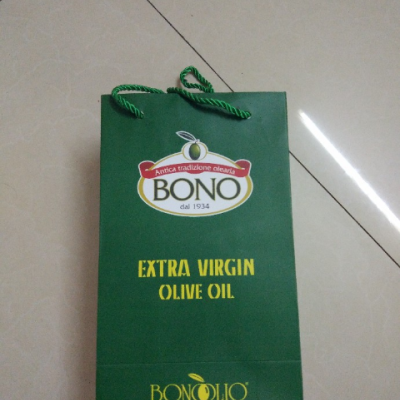 Antica tradizione olearia
BONO
dal 1934
EXTRA VIRGIN
OLIVE OIL
BONOLIO